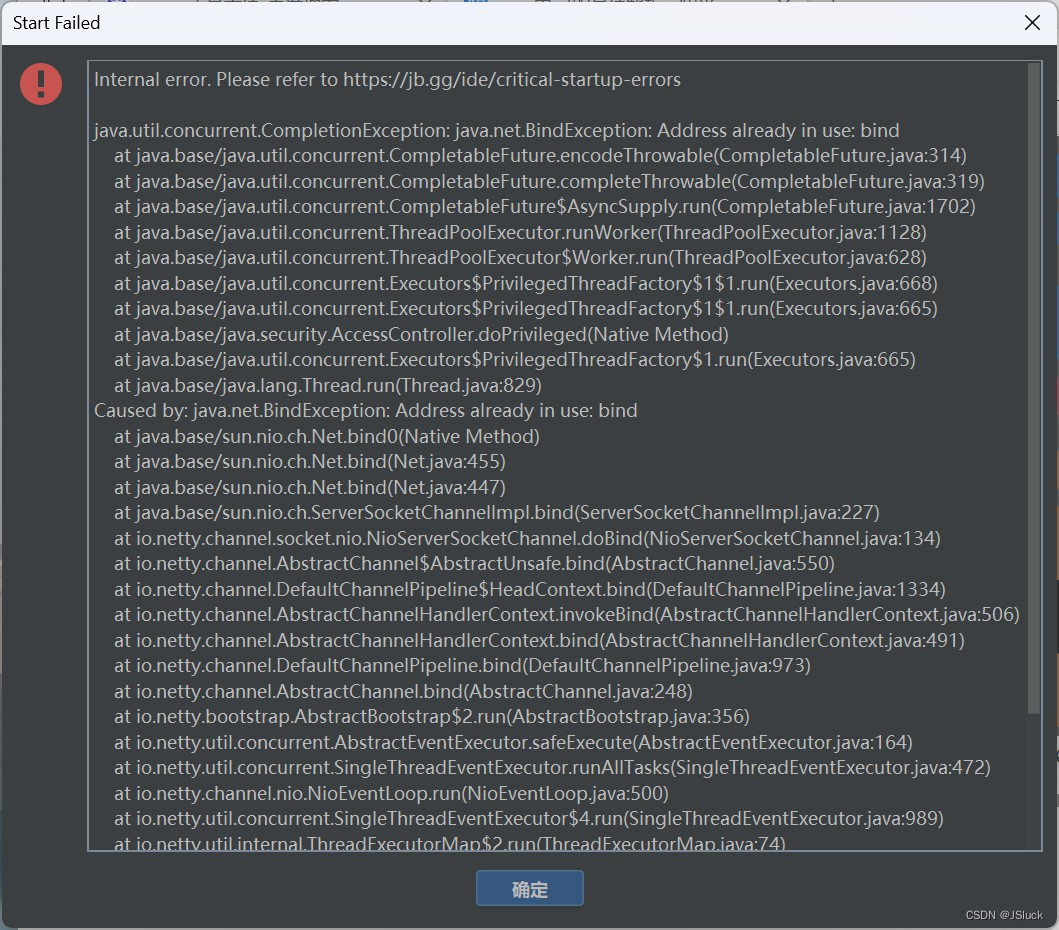 Start Failed
Internal error. Please refer to https://jb.gg/ide/critical-startup-errors
java.util.concurrent.CompletionException: java.net.BindException: Address already in use: bind
at java.base/java.util.concurrent.CompletableFuture.encodeThrowable(CompletableFuture.java:314)
at java.base/java.util.concurrent.CompletableFuture.completeThrowable(CompletableFuture.java:319)
at java.base/java.util.concurrent.CompletableFuture$AsyncSupply.run(CompletableFuture.java:1702)
at java.base/java.util.concurrent.ThreadPoolExecutor.runWorker(ThreadPoolExecutor.java:1128)
at java.base/java.util.concurrent.ThreadPoolExecutor$Worker.run(ThreadPoolExecutor.java:628)
at java.base/java.util.concurrent.Executors$PrivilegedThreadFactory$1$1.run(Executors.java:668)
at java.base/java.util.concurrent.Executors$PrivilegedThreadFactory$1$1.run(Executors.java:665)
at java.base/java.security.AccessController.doPrivileged(Native Method)
at java.base/java.util.concurrent.Executors$PrivilegedThreadFactory$1.run(Executors.java:665)
at java.base/java.lang.Thread.run(Thread.java:829)
Caused by: java.net.BindException: Address already in use: bind
at java.base/sun.nio.ch.Net.bind0(Native Method)
at java.base/sun.nio.ch.Net.bind(Net.java:455)
at java.base/sun.nio.ch.Net.bind(Net.java:447)
at java.base/sun.nio.ch.ServerSocketChannelImpl.bind(ServerSocketChannelImpl.java:227)
at io.netty.channel.socket.nio.NioServerSocketChannel.doBind(NioServerSocketChannel.java:134)
at io.netty.channel.AbstractChannel$AbstractUnsafe.bind(AbstractChannel.java:550)
at io.netty.channel.DefaultChannelPipeline$HeadContext.bind(DefaultChannelPipeline.java:1334)
at io.netty.channel.AbstractChannelHandlerContext.invokeBind(AbstractChannelHandlerContext.java:506)
at io.netty.channel.AbstractChannelHandlerContext.bind(AbstractChannelHandlerContext.java:491)
at io.netty.channel.DefaultChannelPipeline.bind(DefaultChannelPipeline.java:973)
at io.netty.channel.AbstractChannel.bind(AbstractChannel.java:248)
at io.netty.bootstrap.AbstractBootstrap$2.run(AbstractBootstrap.java:356)
at io.netty.util.concurrent.AbstractEventExecutor.safeExecute(AbstractEventExecutor.java:164)
at io.netty.util.concurrent.SingleThreadEventExecutor.runAllTasks(SingleThreadEventExecutor.java:472)
at io.netty.channel.nio.NioEventLoop.run(NioEventLoop.java:500)
at io.netty.util.concurrent.SingleThreadEventExecutor$4.run(SingleThreadEventExecutor.java:989)
at io.netty.util.internal.ThreadExecutorMap$2.run(ThreadExecutorMap.java:74)
确定
CSDN @JSluck